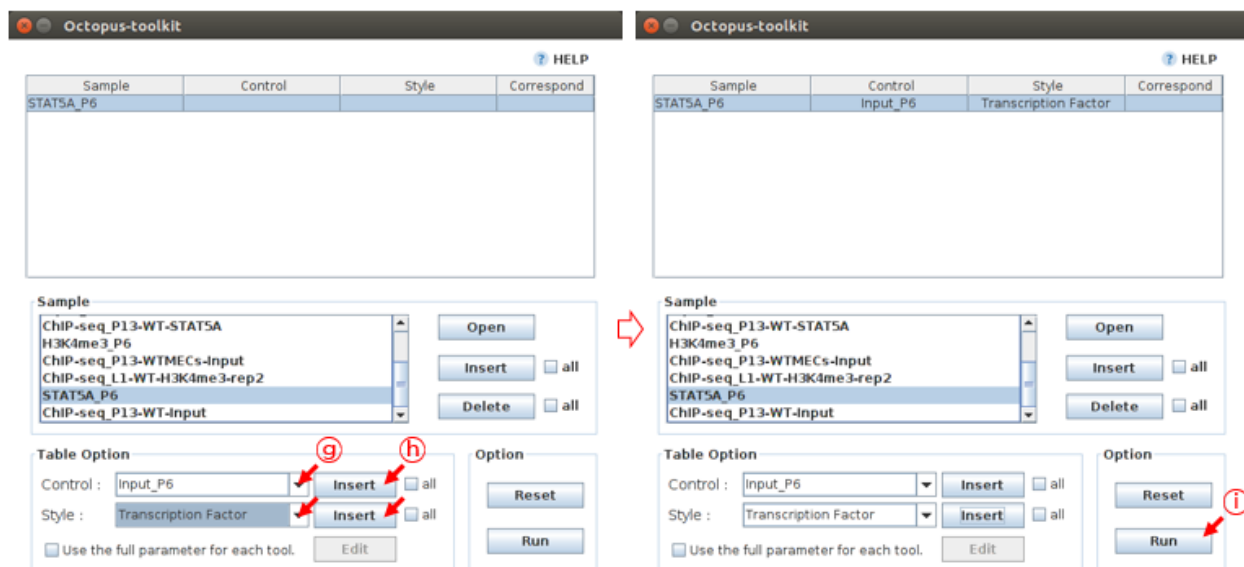 Octopus-toolkit
? HELP
Sample Control Style Correspond
STAT5A_P6
Sample
ChIP-seq_P13-WT-STAT5A
H3K4me3_P6
ChIP-seq_P13-WTMECs-Input
ChIP-seq_L1-WT-H3K4me3-rep2
STAT5A_P6
ChIP-seq_P13-WT-Input
Open
Insert all
Delete all
Table Option
ⓖ ⓗ
Control : Input_P6 Insert all
Style : Transcription Factor Insert all
Use the full parameter for each tool. Edit
Option
Reset
Run
Octopus-toolkit
? HELP
Sample Control Style Correspond
STAT5A_P6 Input_P6 Transcription Factor
Sample
ChIP-seq_P13-WT-STAT5A
H3K4me3_P6
ChIP-seq_P13-WTMECs-Input
ChIP-seq_L1-WT-H3K4me3-rep2
STAT5A_P6
ChIP-seq_P13-WT-Input
Open
Insert all
Delete all
Table Option
Control : Input_P6 Insert all
Style : Transcription Factor Insert all
Use the full parameter for each tool. Edit
Option
Reset
ⓘ
Run